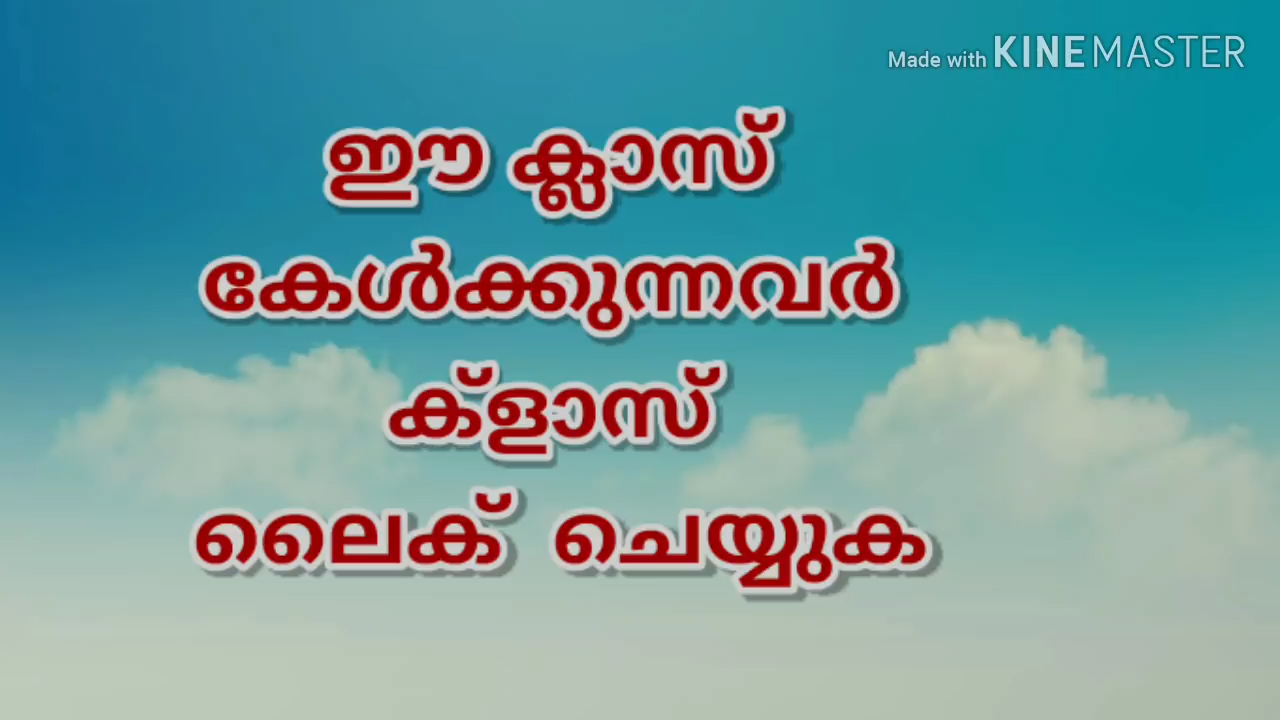 Made with KINEMASTER
ഈ ക്ലാസ്
കേൾക്കുന്നവർ
ക്ളാസ്
ലൈക് ചെയ്യുക